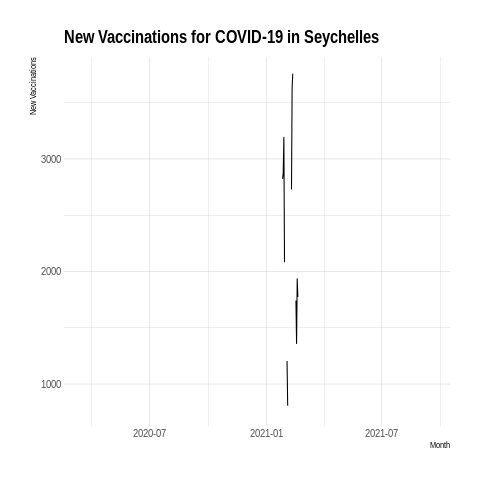 New Vaccinations for COVID-19 in Seychelles
New Vaccinations
3000
2000
1000
2020-07 2021-01 2021-07
Month